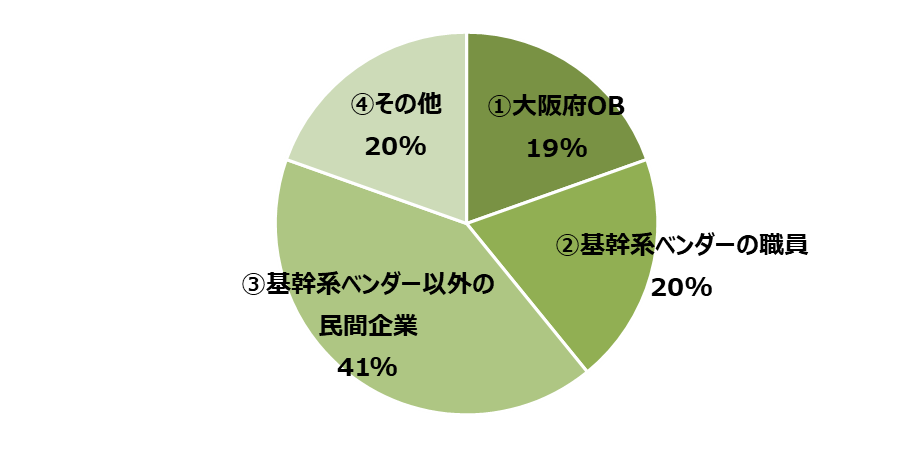 ①大阪府OB
19%
②基幹系ベンダーの職員
20%
③基幹系ベンダー以外の
民間企業
41%
④その他
20%